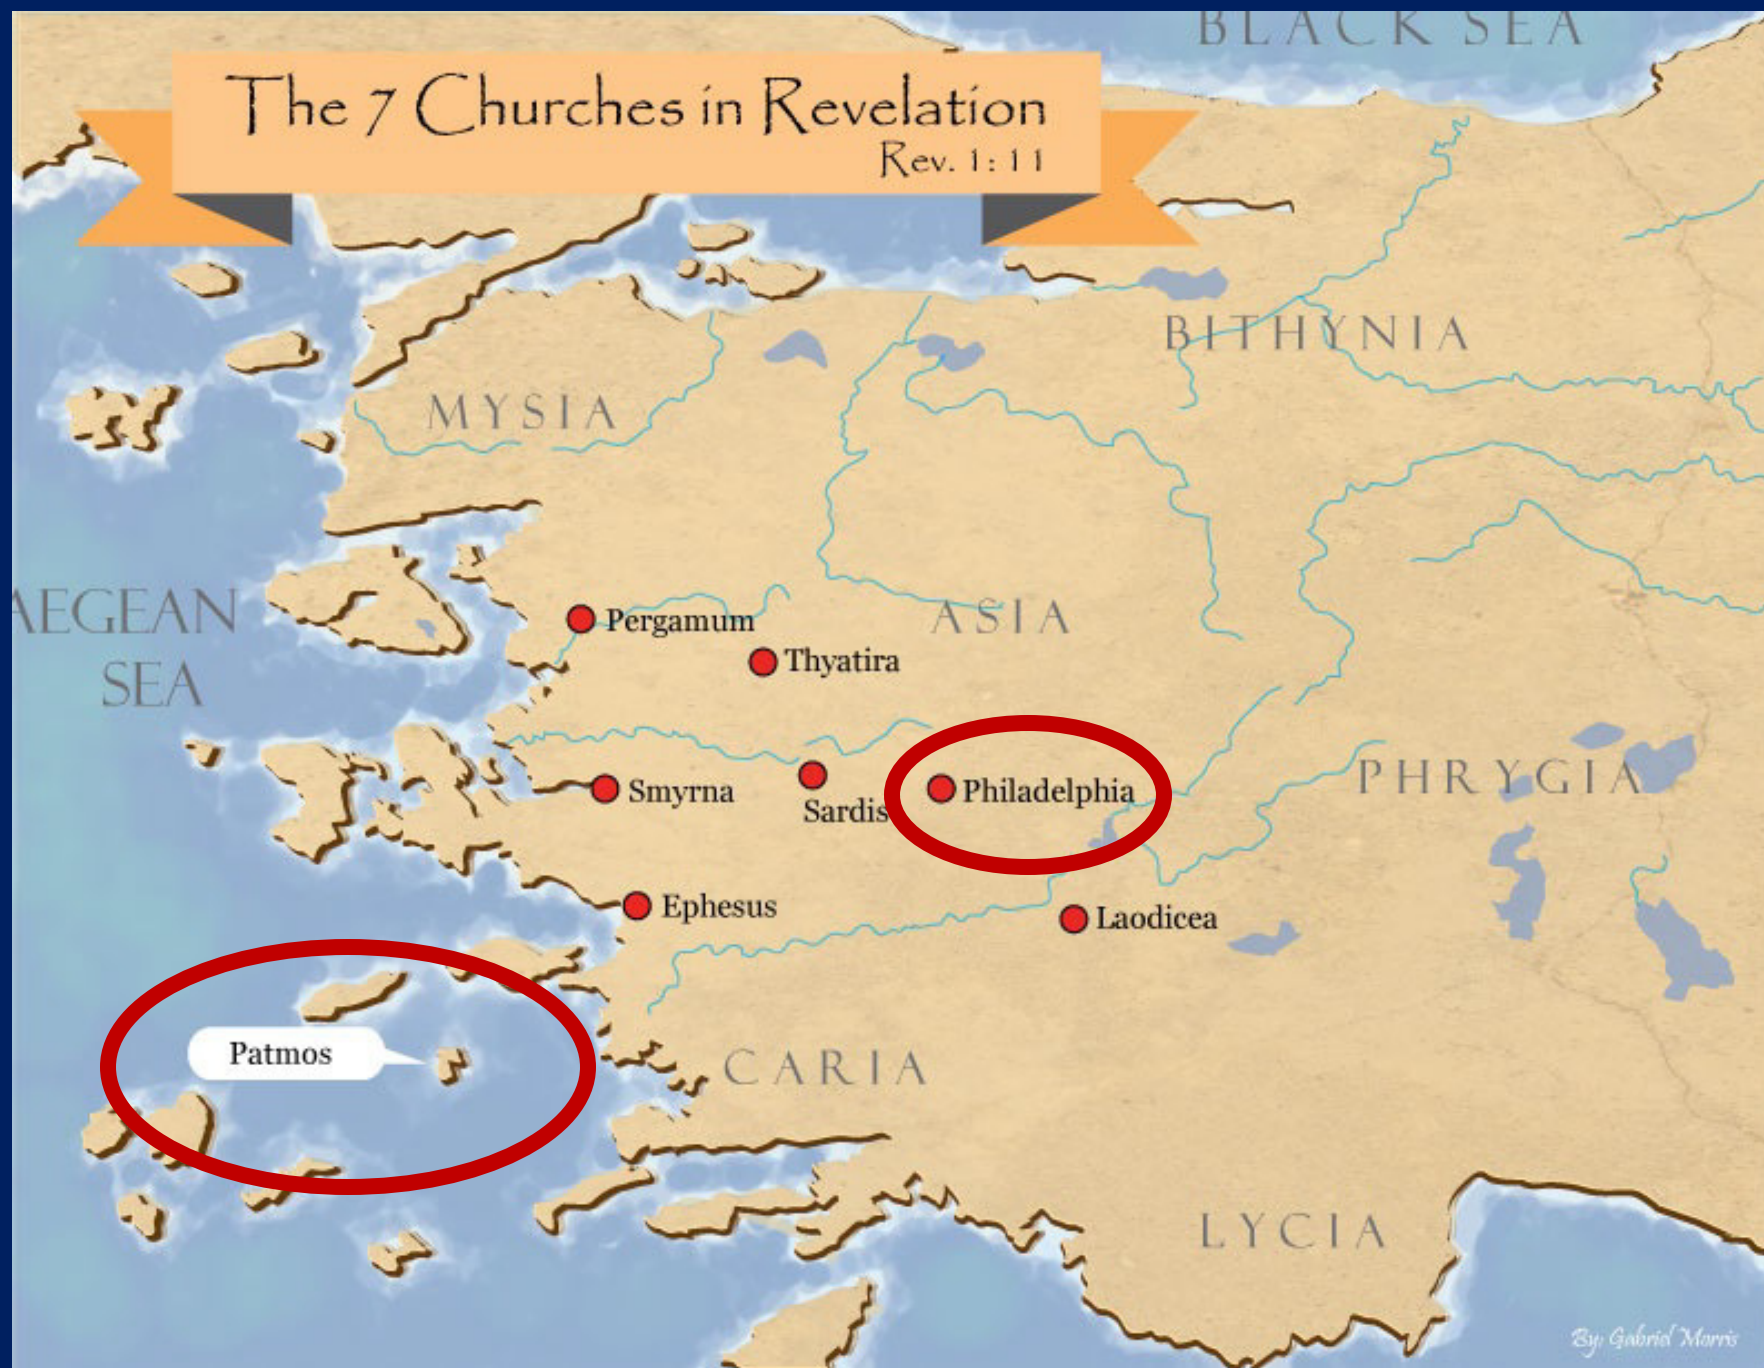 BLACK SEA
The 7 Churches in Revelation
Rev. 1:11
BITHYNIA
MYSIA
AEGEAN
SEA
ASIA
Pergamum
Thyatira
PHRYGIA
Smyrna
Sardis
Philadelphia
Ephesus
Laodicea
Patmos
CARIA
LYCIA
By: Gabriel Morris